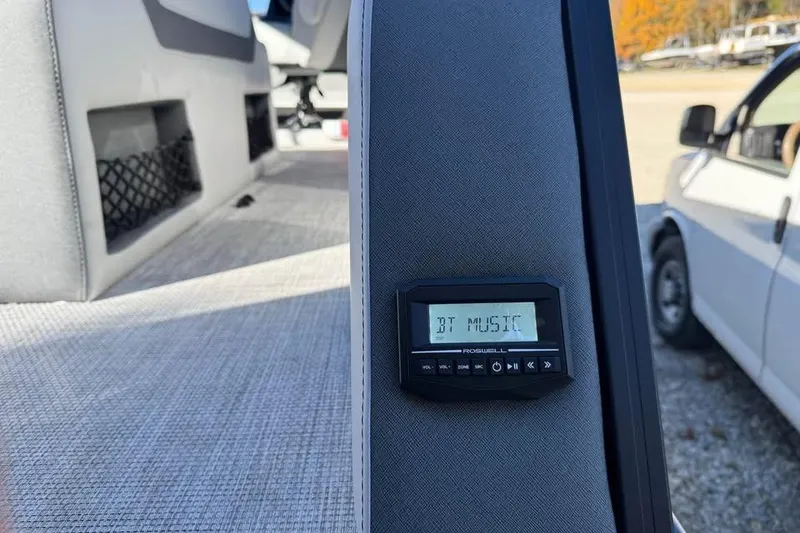 BT MUSIC
ROSWELL
VOL - VOL + ZONE SRC